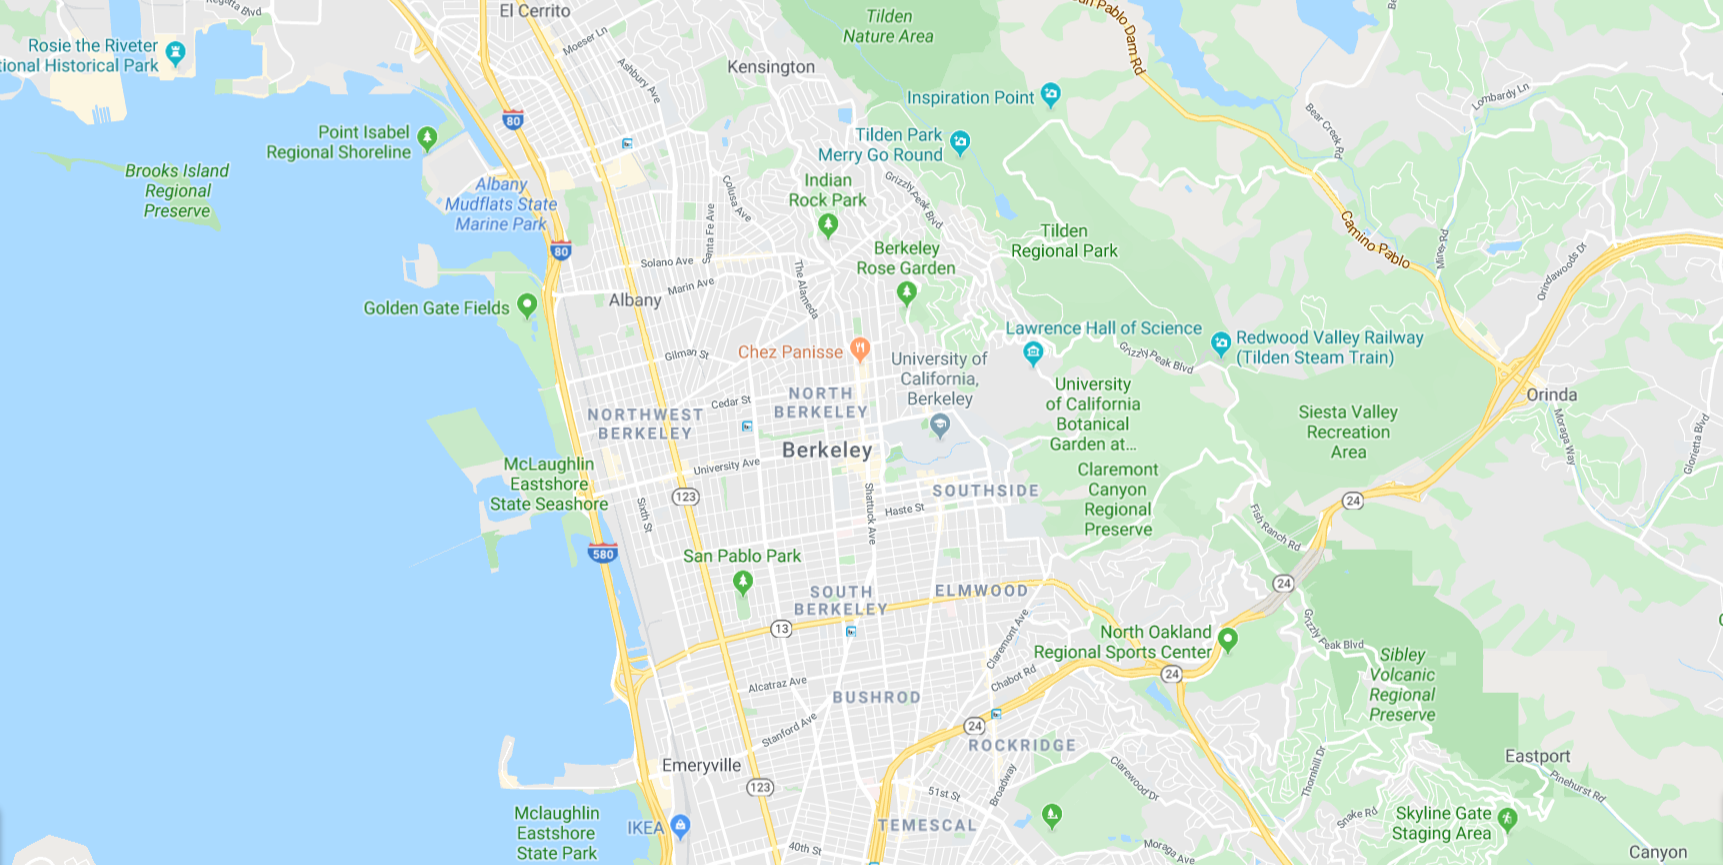 Regatta Blvd
El Cerrito
Moeser Ln
Tilden
Nature Area
San Pablo Dam Rd
Rosie the Riveter
tional Historical Park
Kensington
Ashbury Ave
Inspiration Point
Lombardy Ln
Bear Creek Rd
80
Point Isabel
Regional Shoreline
Tilden Park
Merry Go Round
Brooks Island
Regional
Preserve
Albany
Mudflats State
Marine Park
Indian
Rock Park
Grizzly Peak Blvd
Colusa Ave
Santa Fe Ave
Tilden
Regional Park
Camino Pablo
Miner Rd
Orindawoods Dr
80
Solano Ave
Berkeley
Rose Garden
Marin Ave
The Alameda
Albany
Golden Gate Fields
Lawrence Hall of Science
Redwood Valley Railway
(Tilden Steam Train)
Grizzly Peak Blvd
Gilman St
Chez Panisse
University of
California,
Berkeley
University
of California
Botanical
Garden at...
Orinda
Siesta Valley
Recreation
Area
Moraga Way
Glorietta Blvd
Cedar St
NORTH
BERKELEY
NORTHWEST
BERKELEY
Berkeley
McLaughlin
Eastshore
State Seashore
University Ave
Claremont
Canyon
Regional
Preserve
SOUTHSIDE
123
Sixth St
Shattuck Ave
Haste St
24
Fish Ranch Rd
580
San Pablo Park
24
SOUTH
BERKELEY
ELMWOOD
13
North Oakland
Regional Sports Center
Claremont Ave
Grizzly Peak Blvd
Sibley
Volcanic
Regional
Preserve
24
Chabot Rd
Alcatraz Ave
BUSHROD
Stanford Ave
24
ROCKRIDGE
Emeryville
Eastport
Pinehurst Rd
Clarewood Dr
Thornhill Dr
Broadway
123
51st St
Mclaughlin
Eastshore
State Park
IKEA
TEMESCAL
Snake Rd
Skyline Gate
Staging Area
40th St
Moraga Ave
Canyon